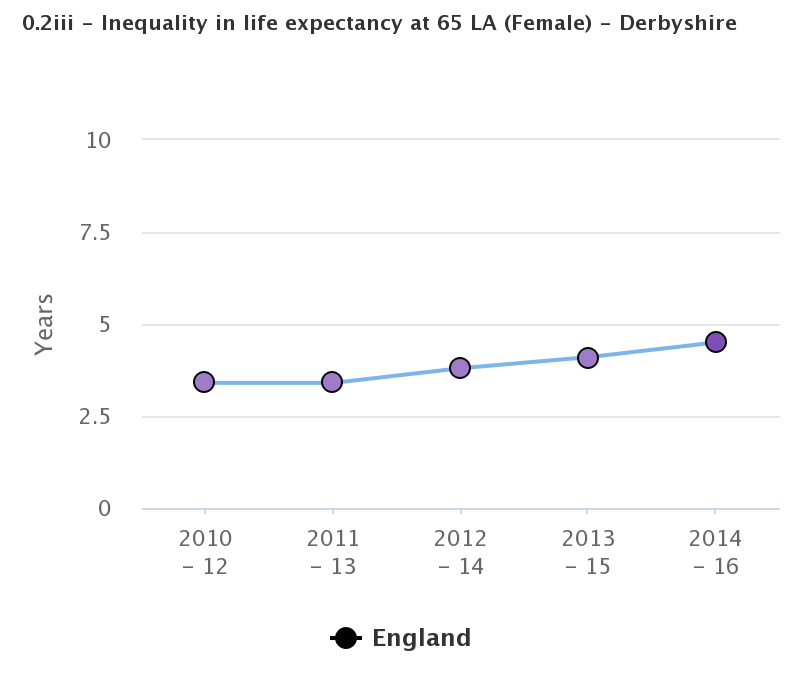 0.2iii – Inequality in life expectancy at 65 LA (Female) – Derbyshire
10
7.5
5
2.5
0
Years
2010 – 12
2011 – 13
2012 – 14
2013 – 15
2014 – 16
England